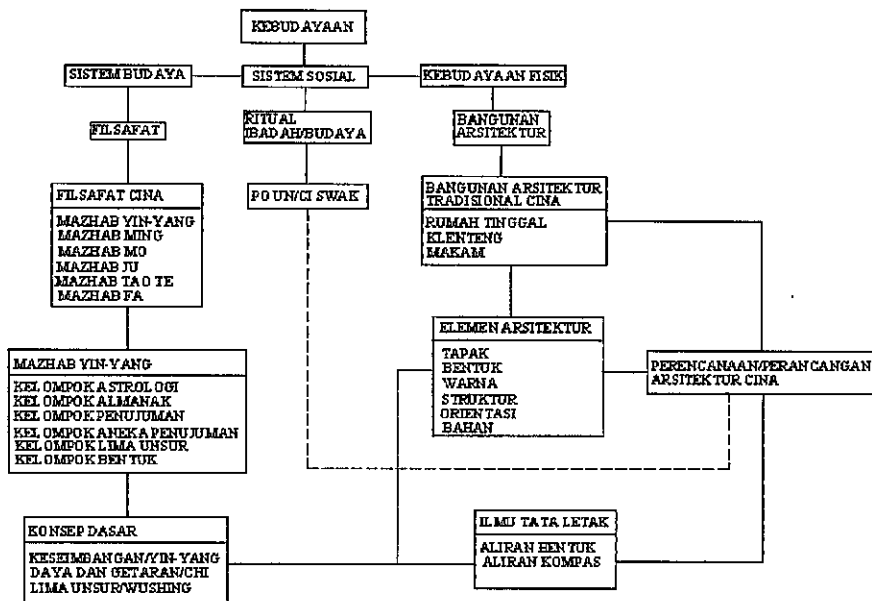 KEBUDAYAAN
SISTEM BUDAYA
SISTEM SOSIAL
KEBUDAYAAN FISIK
FILSAFAT
RITUAL
IBADAH/BUDAYA
BANGUNAN
ARSITEKTUR
FILSAFAT CINA
MAZHAB YIN-YANG
MAZHAB MING
MAZHAB MO
MAZHAB JU
MAZHAB TAO TE
MAZHAB FA
PO UN/CI SWAK
BANGUNAN ARSITEKTUR
TRADISIONAL CINA
RUMAH TINGGAL
KLENTENG
MAKAM
MAZHAB YIN-YANG
KELOMPOK ASTROLOGI
KELOMPOK ALMANAK
KELOMPOK PENUJUMAN
KELOMPOK ANEKA PENUJUMAN
KELOMPOK LIMA UNSUR
KELOMPOK BENTUK
ELEMEN ARSITEKTUR
TAPAK
BENTUK
WARNA
STRUKTUR
ORIENTASI
BAHAN
PERENCANAAN/PERANCANGAN
ARSITEKTUR CINA
KONSEP DASAR
KESEIMBANGAN/YIN-YANG
DAYA DAN GETARAN/CHI
LIMA UNSUR/WUSHING
ILMU TATA LETAK
ALIRAN BENTUK
ALIRAN KOMPAS